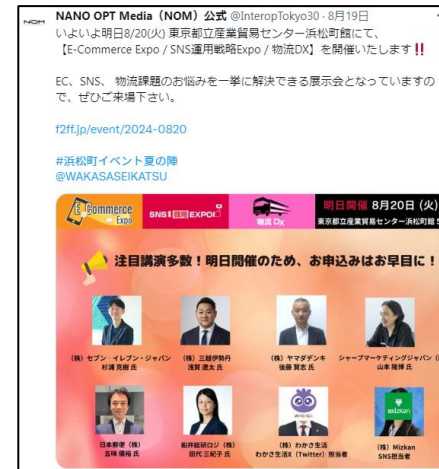 NANO OPT Media（NOM）公式 @InteropTokyo30 · 8月19日
いよいよ明日8/20(火) 東京都立産業貿易センター浜松町館にて、
【E-Commerce Expo / SNS運用戦略Expo / 物流DX】を開催いたします‼
EC、SNS、 物流課題のお悩みを一挙に解決できる展示会となっていますの
で、ぜひご来場下さい。
f2ff.jp/event/2024-0820
#浜松町イベント夏の陣
@WAKASASEIKATSU
E-Commerce Expo
SNS運用戦略EXPO
物流Dx
明日開催 8月20日 (火)
東京都立産業貿易センター浜松町館
注目講演多数！明日開催のため、お申込みはお早目に！
(株) セブン‐イレブン・ジャパン
杉浦 克樹 氏
(株) 三越伊勢丹
浅賀 遼太 氏
(株) ヤマダデンキ
後藤 賢志 氏
シャープマーケティングジャパン
山本 隆博 氏
日本郵便（株）
五味 儀裕 氏
船井総研ロジ（株）
田代 三紀子 氏
(株) わかさ生活
わかさ生活X（Twitter）担当者
mizkan
(株) Mizkan
SNS担当者